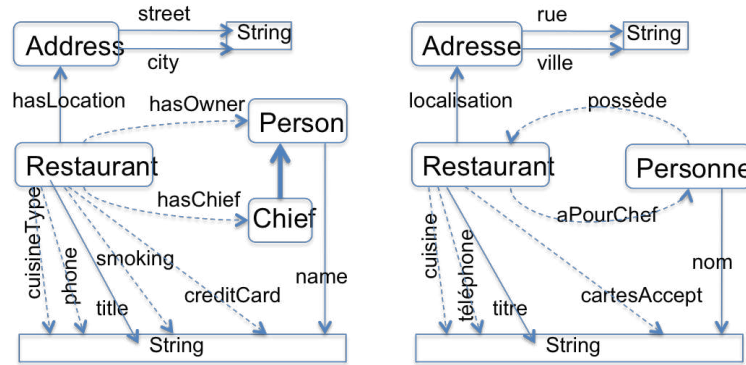 street
Address
String
city
hasLocation
hasOwner
Person
Restaurant
hasChief
Chief
cuisineType
phone
smoking
title
creditCard
name
String
rue
Adresse
String
ville
localisation
possède
Restaurant
Personne
aPourChef
cuisine
téléphone
titre
cartesAccept
nom
String